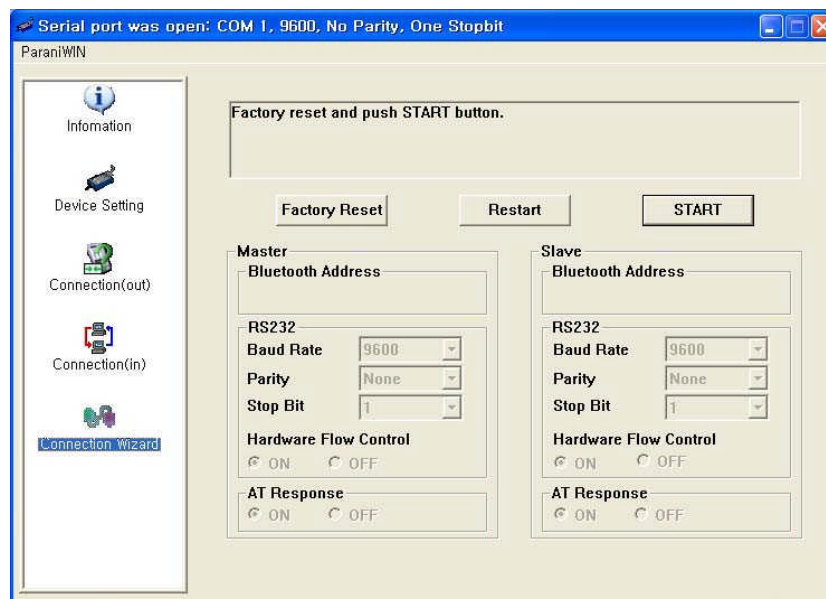 Serial port was open: COM 1, 9600, No Parity, One Stopbit
ParaniWIN
Infomation
Device Setting
Connection(out)
Connection(in)
Connection Wizard
Factory reset and push START button.
Factory Reset
Restart
START
Master
Bluetooth Address
RS232
Baud Rate
9600
Parity
None
Stop Bit
1
Hardware Flow Control
ON
OFF
AT Response
ON
OFF
Slave
Bluetooth Address
RS232
Baud Rate
9600
Parity
None
Stop Bit
1
Hardware Flow Control
ON
OFF
AT Response
ON
OFF